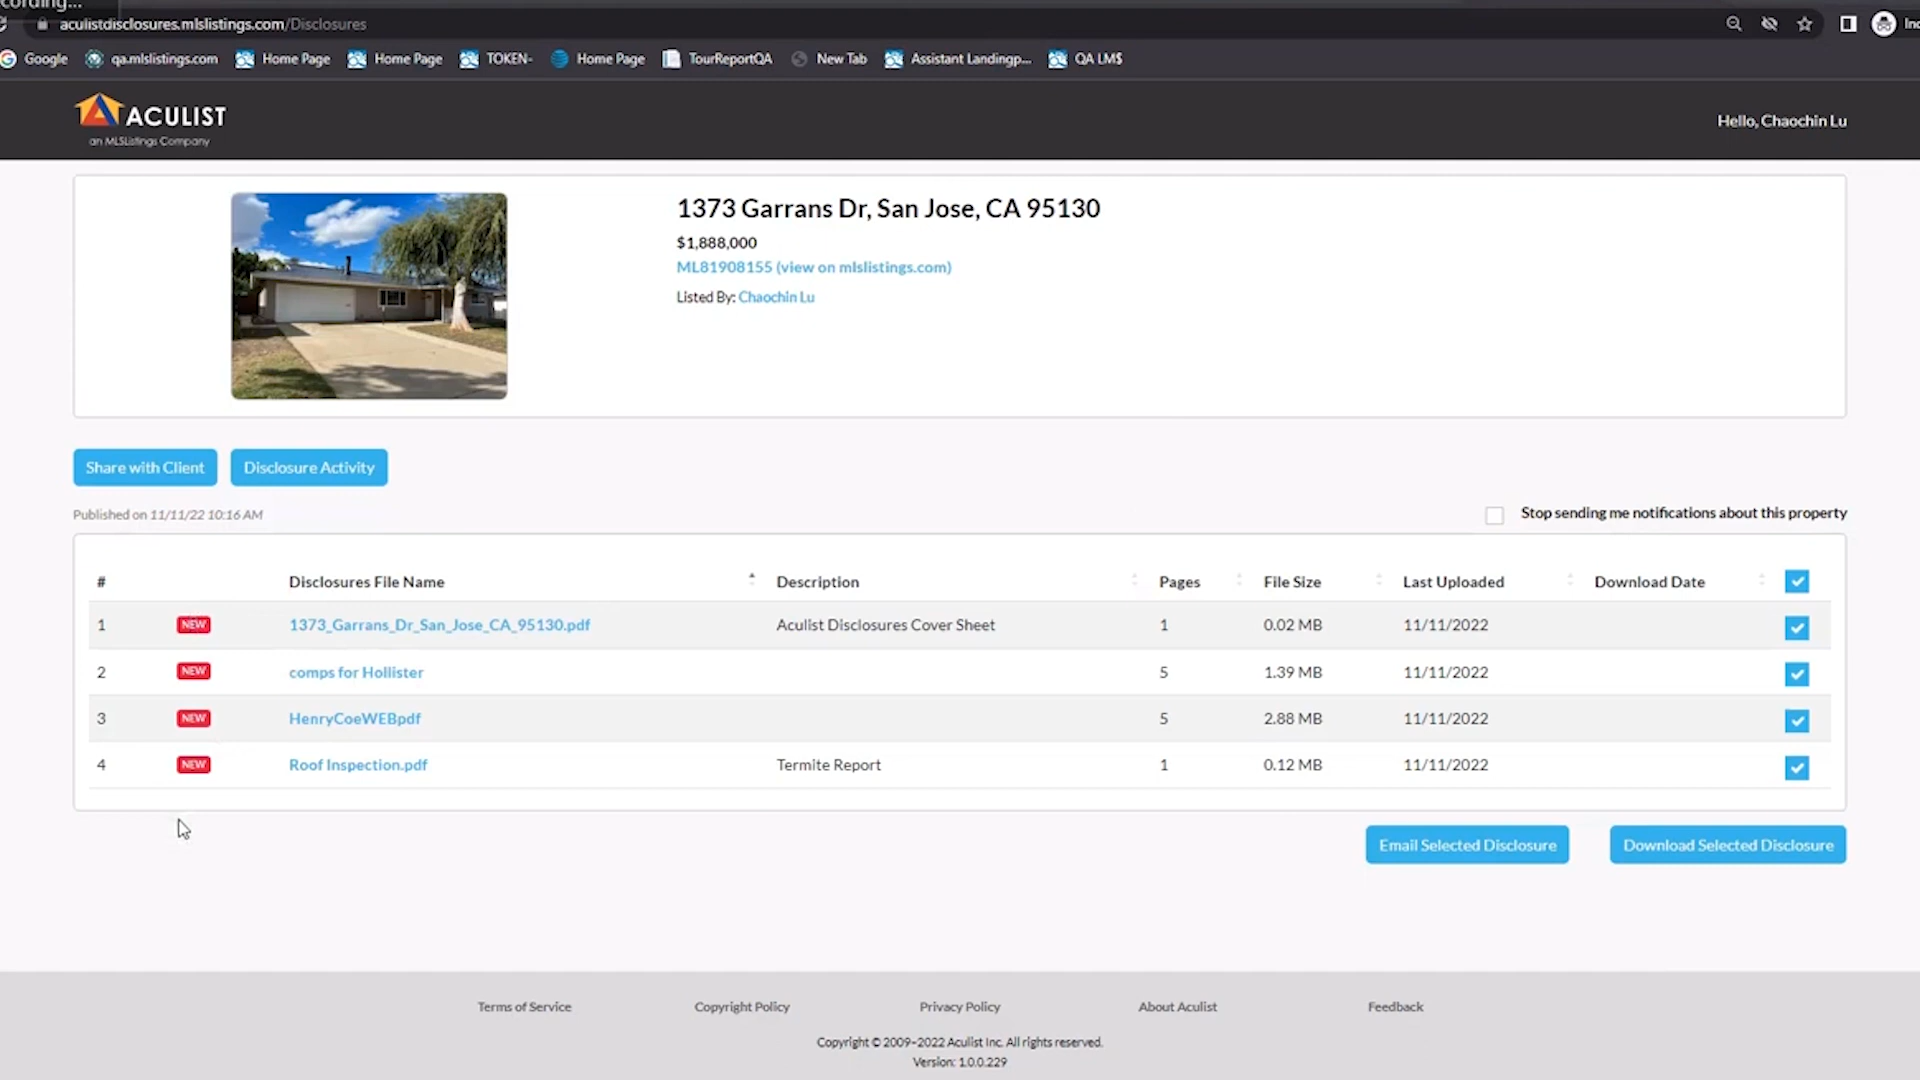 cording...
aculistdisclosures.mlslistings.com/Disclosures
Inc
Google qa.mlslistings.com Home Page Home Page TOKEN- Home Page TourReportQA New Tab Assistant Landingp... QA LM$
ACULIST
an MLSListings Company
Hello, Chaochin Lu
1373 Garrans Dr, San Jose, CA 95130
$1,888,000
ML81908155 (view on mlslistings.com)
Listed By: Chaochin Lu
Share with Client Disclosure Activity
Published on 11/11/22 10:16 AM
Stop sending me notifications about this property
# Disclosures File Name Description Pages File Size Last Uploaded Download Date
1 NEW 1373_Garrans_Dr_San_Jose_CA_95130.pdf Aculist Disclosures Cover Sheet 1 0.02 MB 11/11/2022
2 NEW comps for Hollister 5 1.39 MB 11/11/2022
3 NEW HenryCoeWEBpdf 5 2.88 MB 11/11/2022
4 NEW Roof Inspection.pdf Termite Report 1 0.12 MB 11/11/2022
Email Selected Disclosure Download Selected Disclosure
Terms of Service Copyright Policy Privacy Policy About Aculist Feedback
Copyright © 2009-2022 Aculist Inc. All rights reserved.
Version: 1.0.0.229